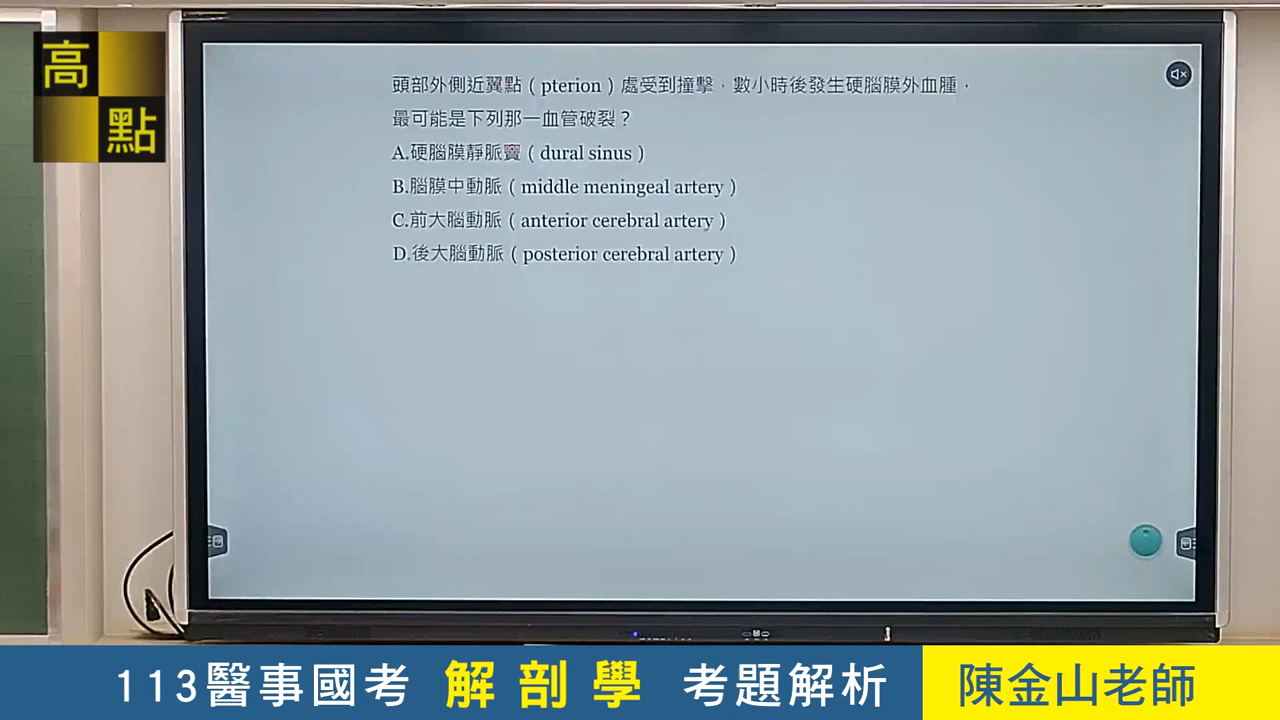 高
點
頭部外側近翼點（pterion）處受到撞擊，數小時後發生硬腦膜外血腫，
最可能是下列那一血管破裂？
A.硬腦膜靜脈竇（dural sinus）
B.腦膜中動脈（middle meningeal artery）
C.前大腦動脈（anterior cerebral artery）
D.後大腦動脈（posterior cerebral artery）
113醫事國考 解剖學 考題解析 陳金山老師